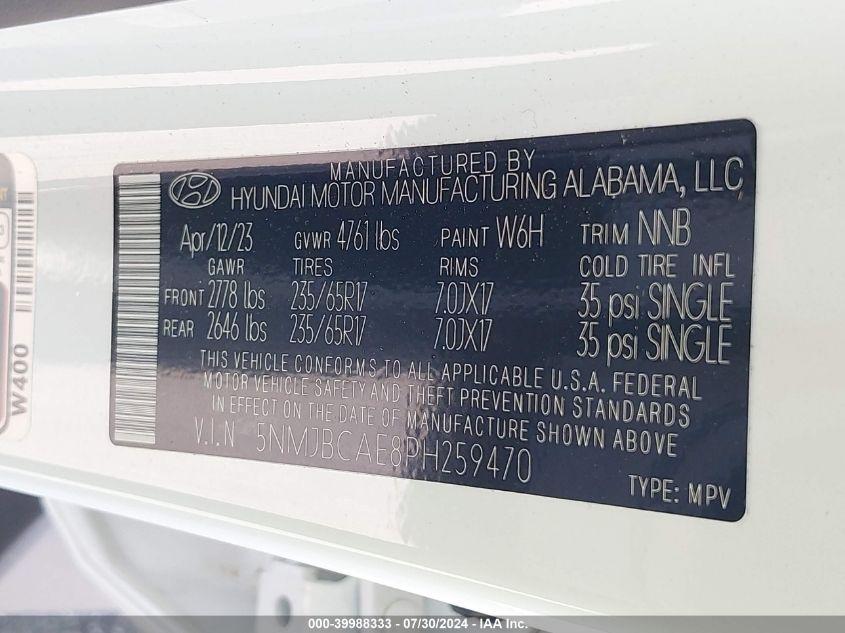 MANUFACTURED BY
HYUNDAI MOTOR MANUFACTURING ALABAMA, LLC
Apr/12/23 GVWR 4761 lbs PAINT W6H TRIM NNB
GAWR TIRES RIMS COLD TIRE INFL
FRONT 2778 lbs 235/65R17 7.0JX17 35 psi SINGLE
REAR 2646 lbs 235/65R17 7.0JX17 35 psi SINGLE
THIS VEHICLE CONFORMS TO ALL APPLICABLE U.S.A. FEDERAL
MOTOR VEHICLE SAFETY AND THEFT PREVENTION STANDARDS
IN EFFECT ON THE DATE OF MANUFACTURE SHOWN ABOVE
V.I.N 5NMJBCAE8PH259470
TYPE: MPV
W400
000-39988333 - 07/30/2024 - IAA Inc.